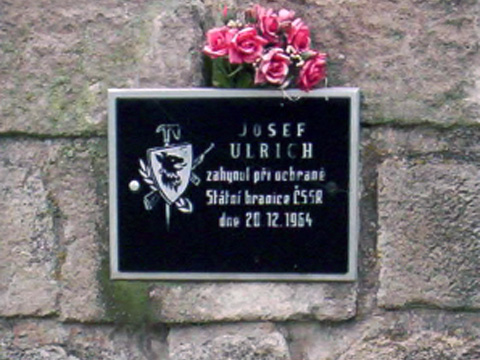 JOSEF
ULRICH
zahynul při ochraně
Státní hranice ČSSR
dne 20.12.1964